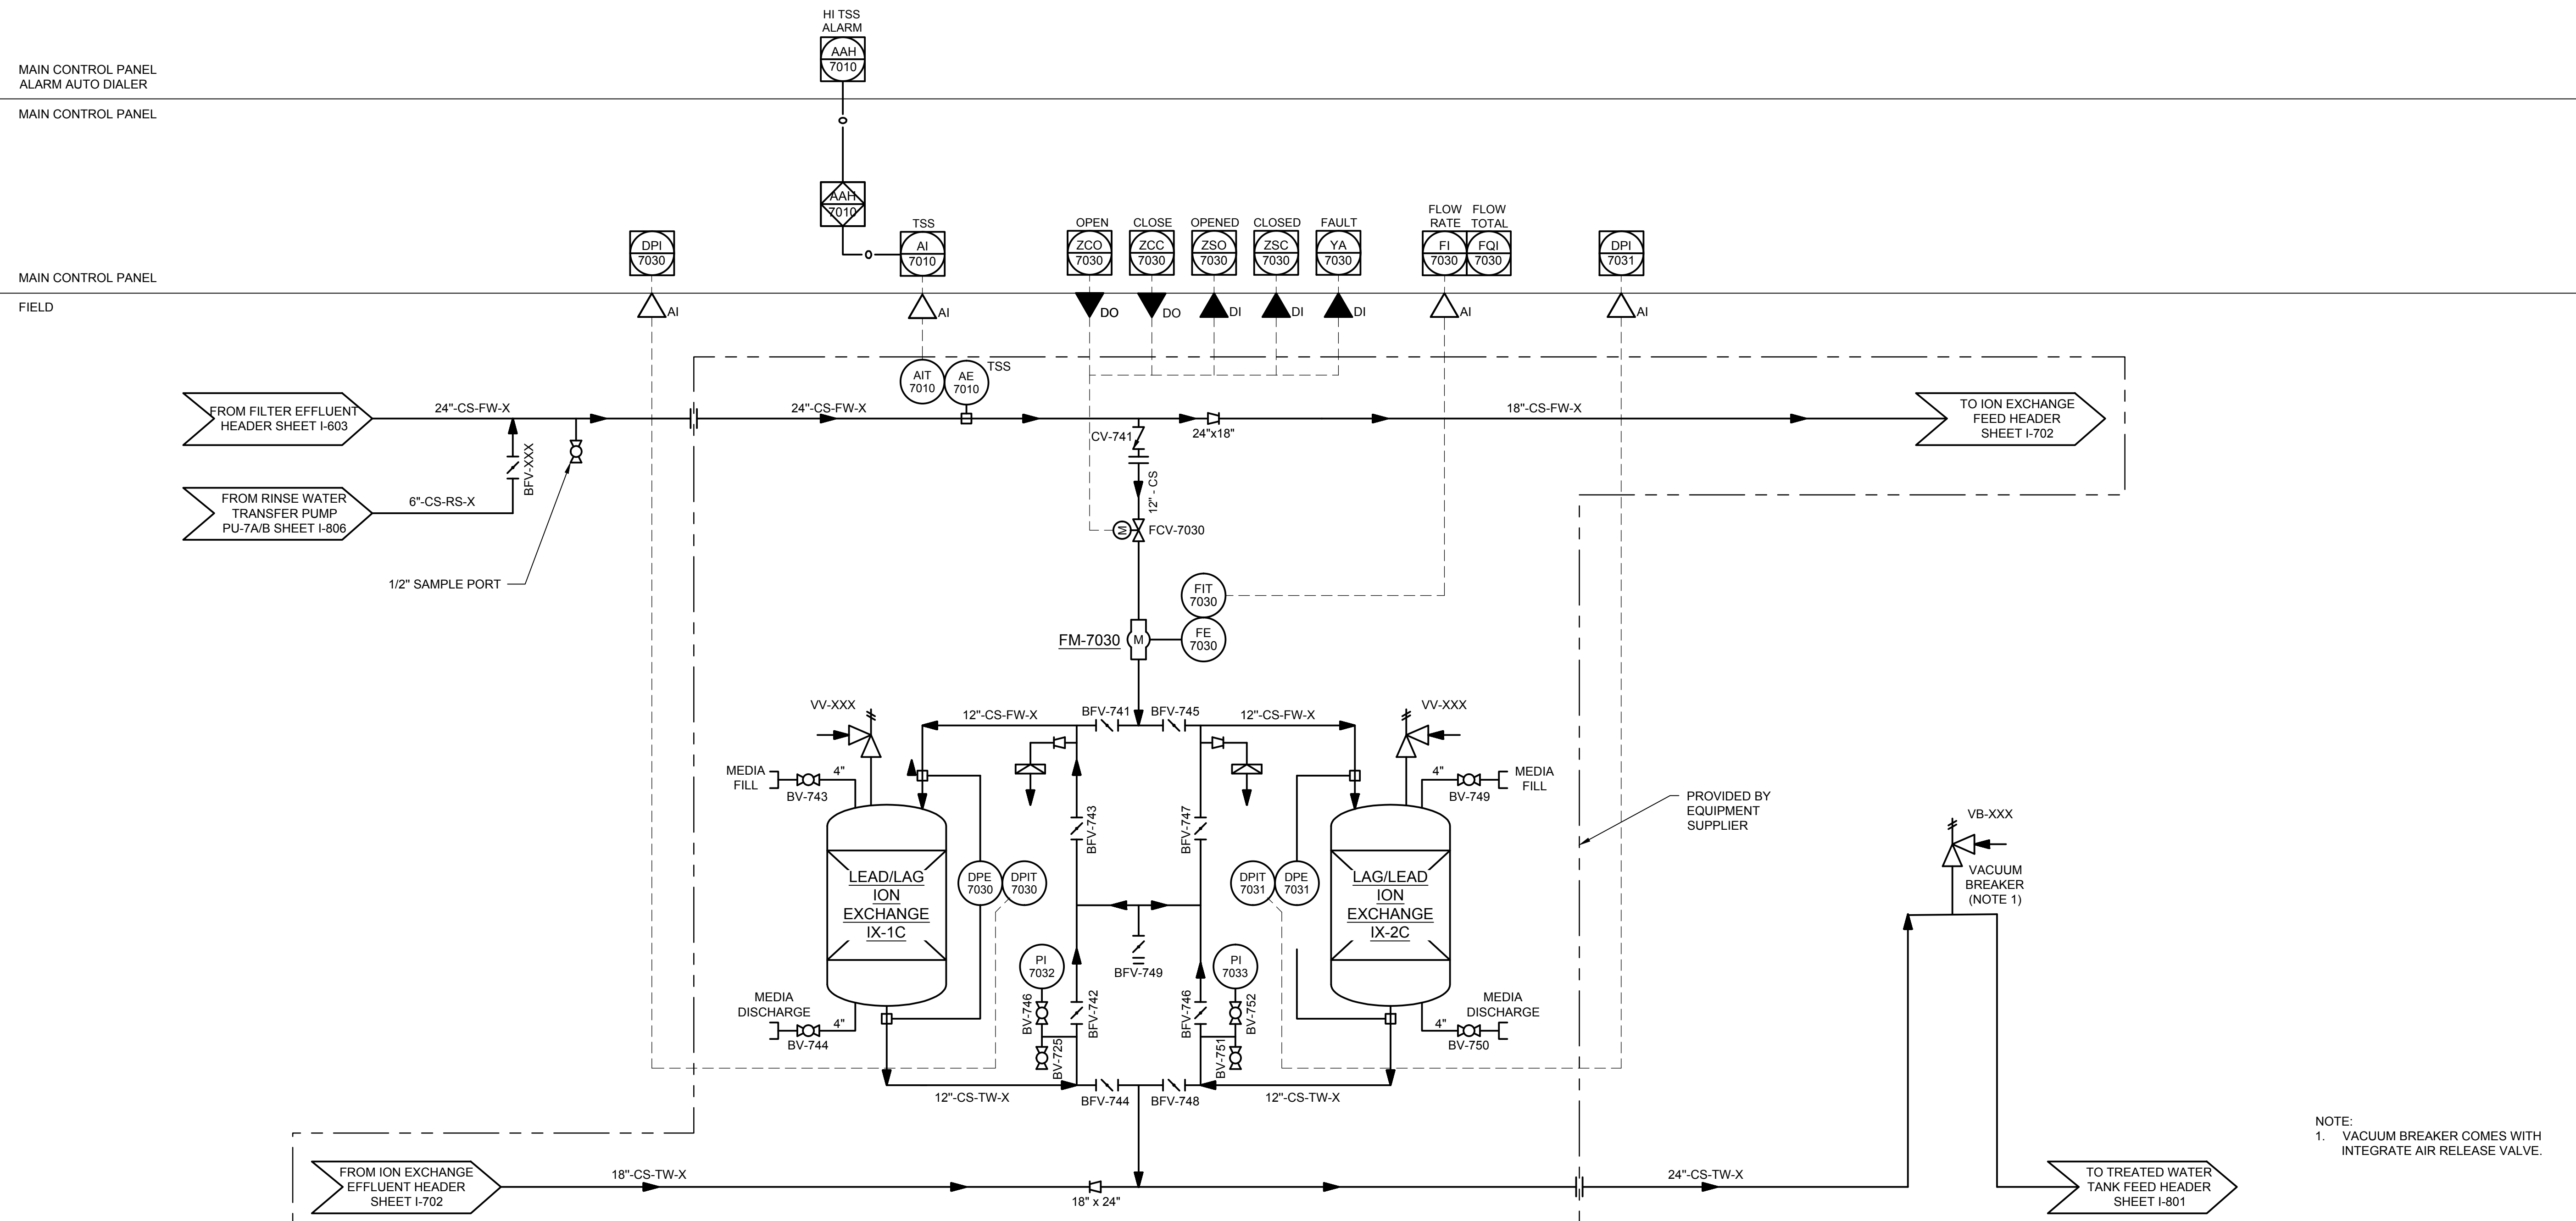 HI TSS
ALARM
AAH
7010
MAIN CONTROL PANEL
ALARM AUTO DIALER
MAIN CONTROL PANEL
AAH
7010
TSS
OPEN
CLOSE
OPENED
CLOSED
FAULT
FLOW
RATE
FLOW
TOTAL
DPI
7030
AI
7010
ZCO
7030
ZCC
7030
ZSO
7030
ZSC
7030
YA
7030
FI
7030
FQI
7030
DPI
7031
MAIN CONTROL PANEL
FIELD
AI
AI
DO
DO
DI
DI
DI
AI
AI
AIT
7010
AE
7010
TSS
FROM FILTER EFFLUENT
HEADER SHEET I-603
24"-CS-FW-X
24"-CS-FW-X
24"x18"
18"-CS-FW-X
TO ION EXCHANGE
FEED HEADER
SHEET I-702
CV-741
BFV-XXX
12" - CS
FROM RINSE WATER
TRANSFER PUMP
PU-7A/B SHEET I-806
6"-CS-RS-X
M
FCV-7030
1/2" SAMPLE PORT
FIT
7030
FM-7030
M
FE
7030
VV-XXX
12"-CS-FW-X
BFV-741
BFV-745
12"-CS-FW-X
VV-XXX
MEDIA
FILL
4"
BV-743
4"
BV-749
MEDIA
FILL
PROVIDED BY
EQUIPMENT
SUPPLIER
BFV-743
BFV-747
VB-XXX
VACUUM
BREAKER
(NOTE 1)
LEAD/LAG
ION
EXCHANGE
IX-1C
DPE
7030
DPIT
7030
DPIT
7031
DPE
7031
LAG/LEAD
ION
EXCHANGE
IX-2C
PI
7032
BFV-749
PI
7033
MEDIA
DISCHARGE
4"
BV-744
BV-746
BV-725
BFV-742
BFV-746
BV-752
BV-751
MEDIA
DISCHARGE
4"
BV-750
12"-CS-TW-X
BFV-744
BFV-748
12"-CS-TW-X
NOTE:
1. VACUUM BREAKER COMES WITH
INTEGRATE AIR RELEASE VALVE.
FROM ION EXCHANGE
EFFLUENT HEADER
SHEET I-702
18"-CS-TW-X
18" x 24"
24"-CS-TW-X
TO TREATED WATER
TANK FEED HEADER
SHEET I-801